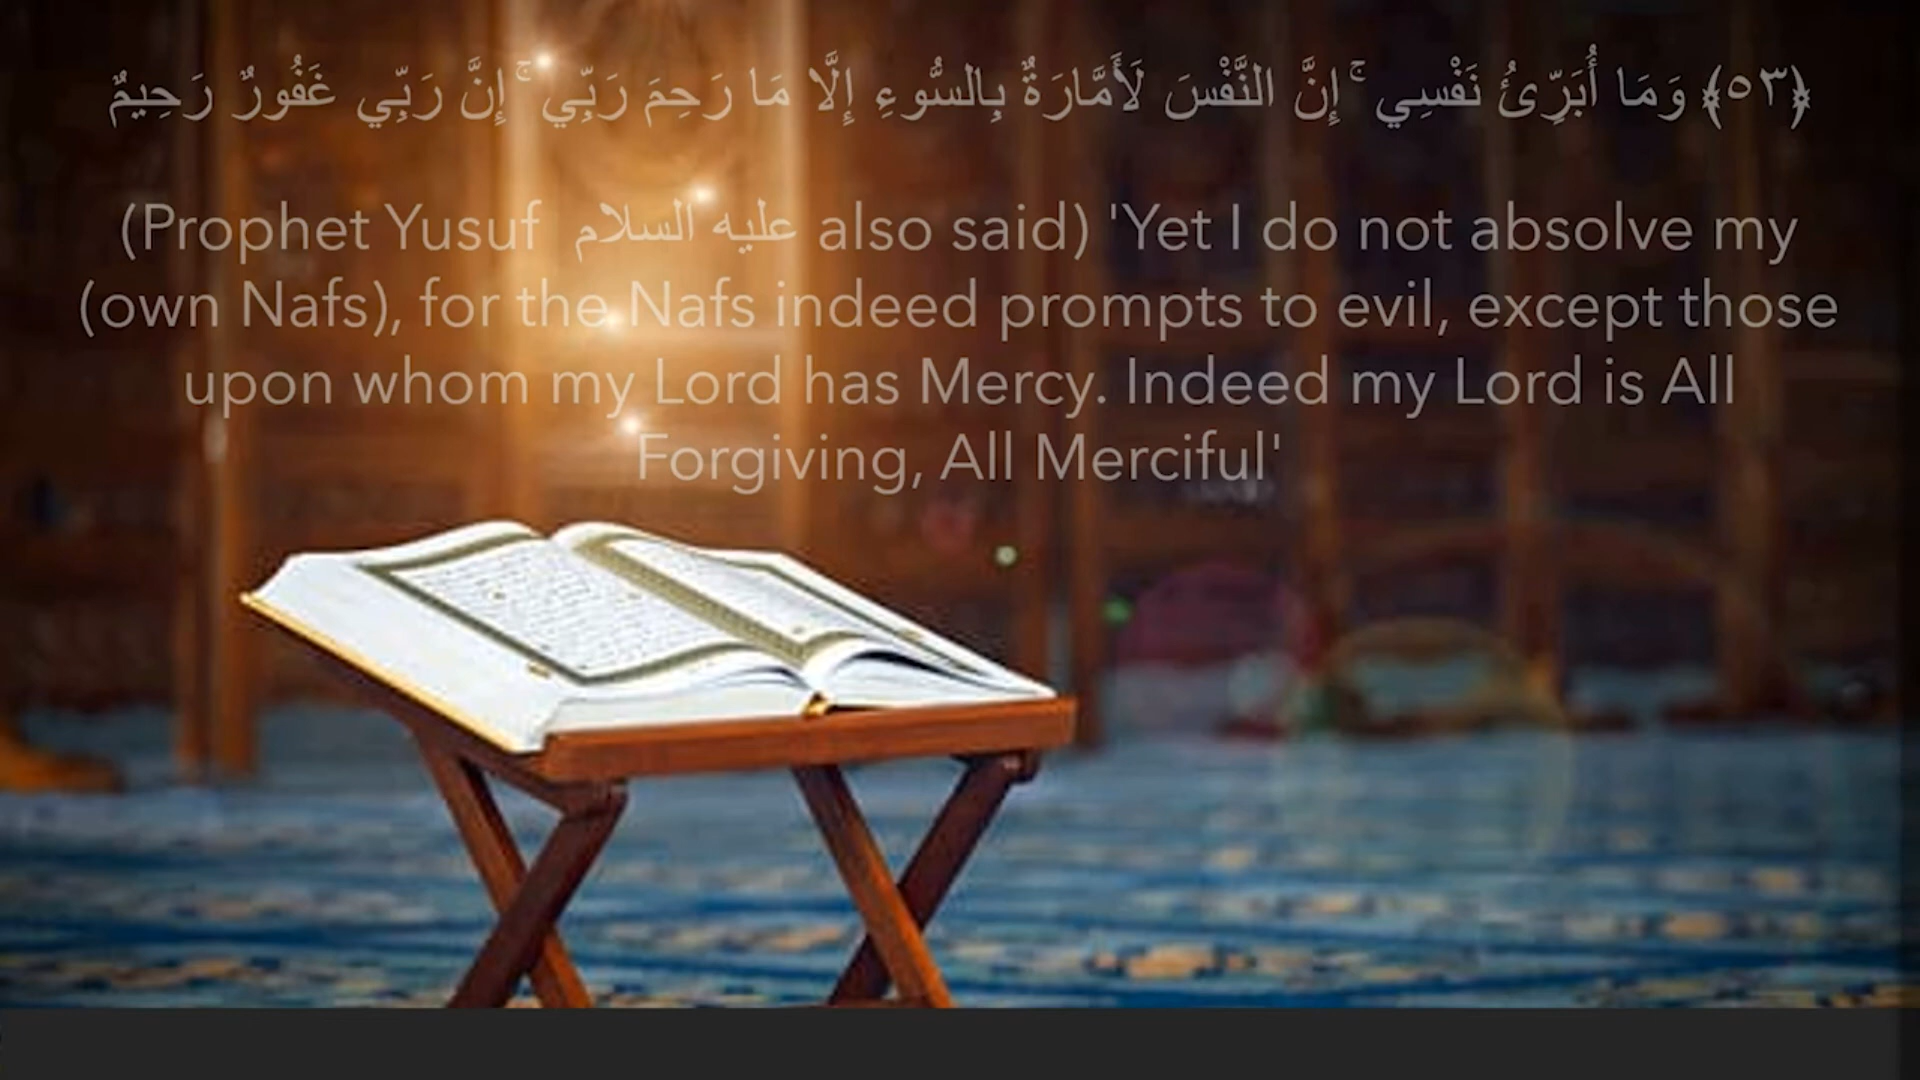 ﴿٥٣﴾ وَمَا أُبَرِّئُ نَفْسِي ۚ إِنَّ النَّفْسَ لَأَمَّارَةٌ بِالسُّوءِ إِلَّا مَا رَحِمَ رَبِّي ۚ إِنَّ رَبِّي غَفُورٌ رَحِيمٌ
(Prophet Yusuf عليه السلام also said) 'Yet I do not absolve my
(own Nafs), for the Nafs indeed prompts to evil, except those
upon whom my Lord has Mercy. Indeed my Lord is All
Forgiving, All Merciful'